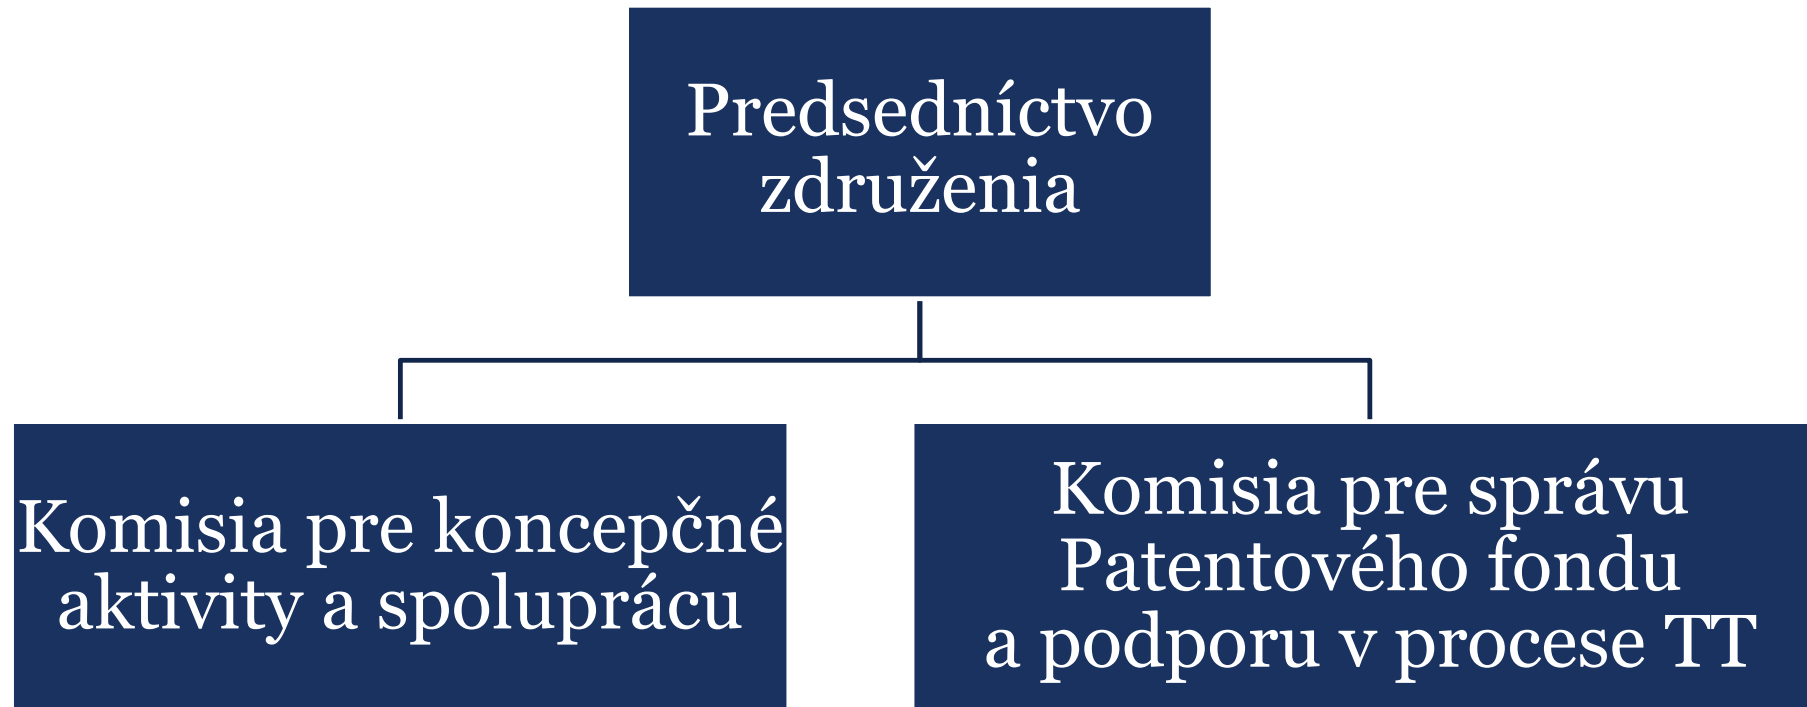 Predsedníctvo
združenia
Komisia pre koncepčné
aktivity a spoluprácu
Komisia pre správu
Patentového fondu
a podporu v procese TT